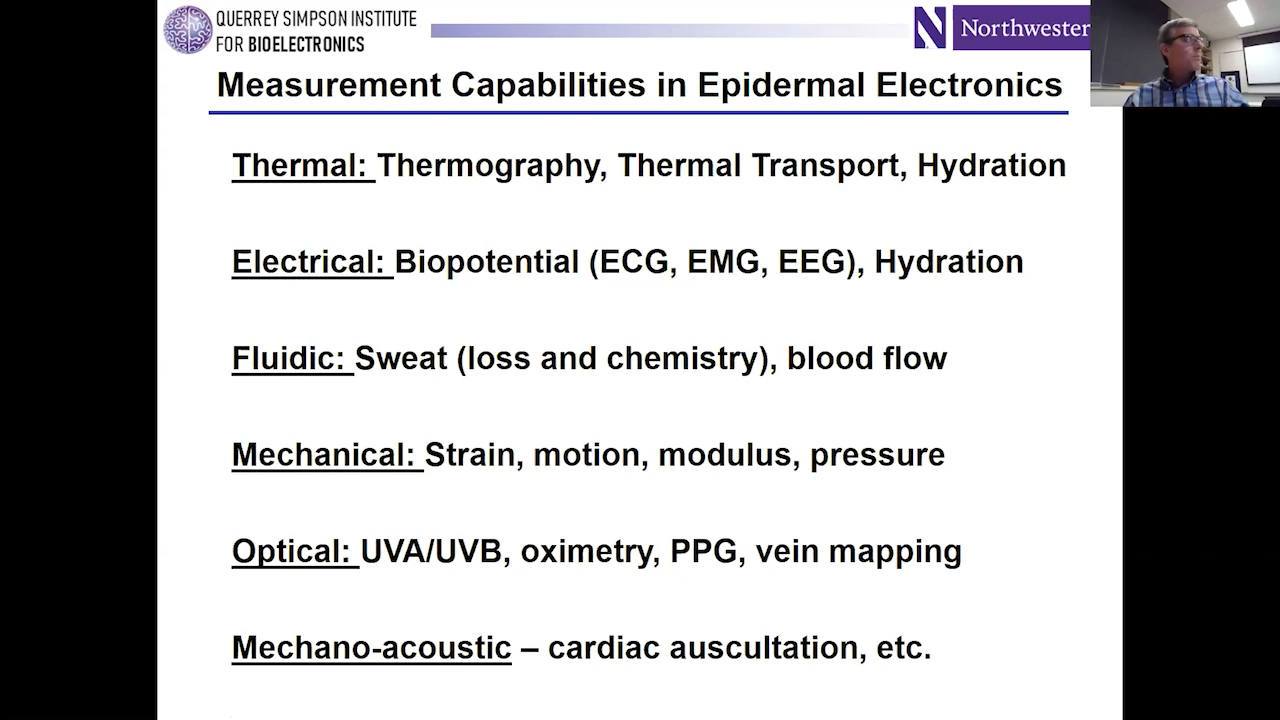 QUERREY SIMPSON INSTITUTE
FOR BIOELECTRONICS
N Northwester
Measurement Capabilities in Epidermal Electronics
Thermal: Thermography, Thermal Transport, Hydration
Electrical: Biopotential (ECG, EMG, EEG), Hydration
Fluidic: Sweat (loss and chemistry), blood flow
Mechanical: Strain, motion, modulus, pressure
Optical: UVA/UVB, oximetry, PPG, vein mapping
Mechano-acoustic – cardiac auscultation, etc.